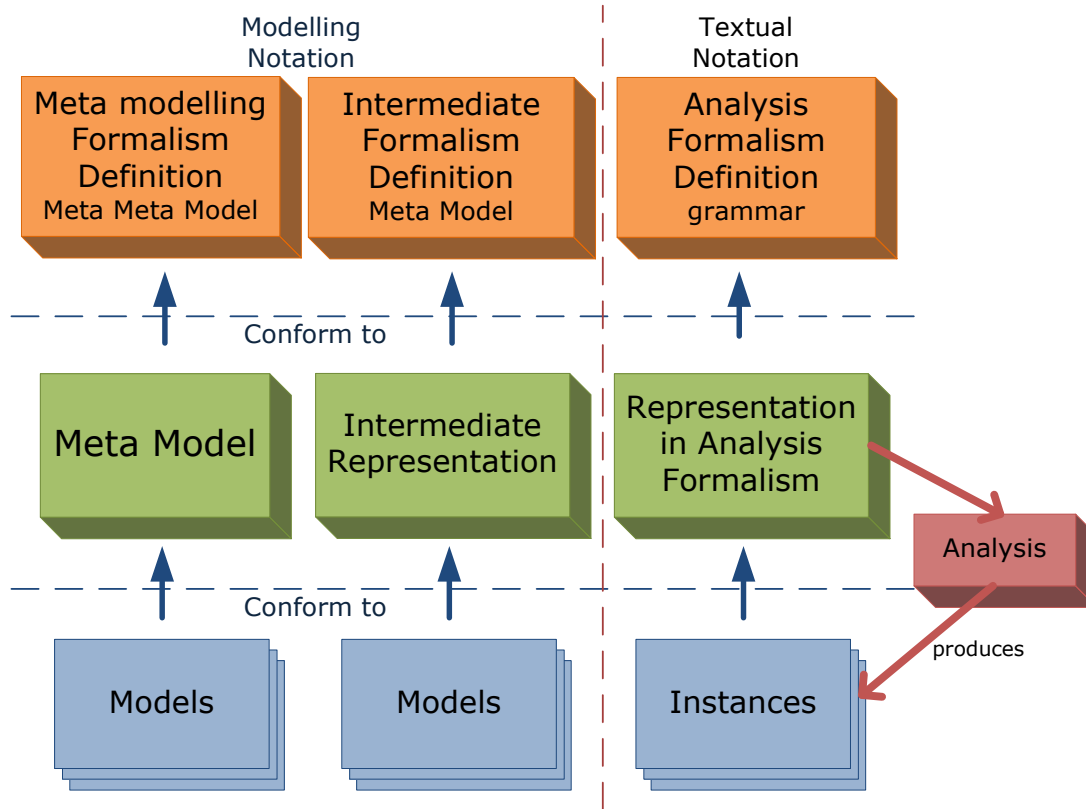 Modelling
Notation
Textual
Notation
Meta modelling
Formalism
Definition
Meta Meta Model
Intermediate
Formalism
Definition
Meta Model
Analysis
Formalism
Definition
grammar
Conform to
Meta Model
Intermediate
Representation
Representation
in Analysis
Formalism
Analysis
Conform to
produces
Models
Models
Instances